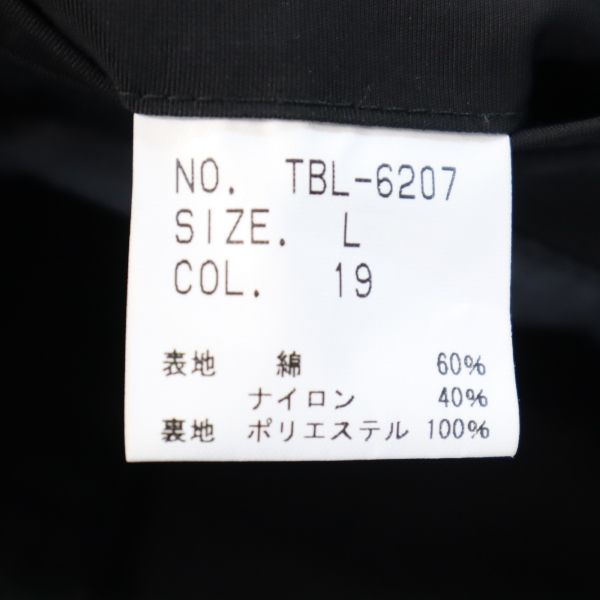 NO. TBL-6207
SIZE. L
COL. 19
表地 綿 60%
ナイロン 40%
裏地 ポリエステル 100%